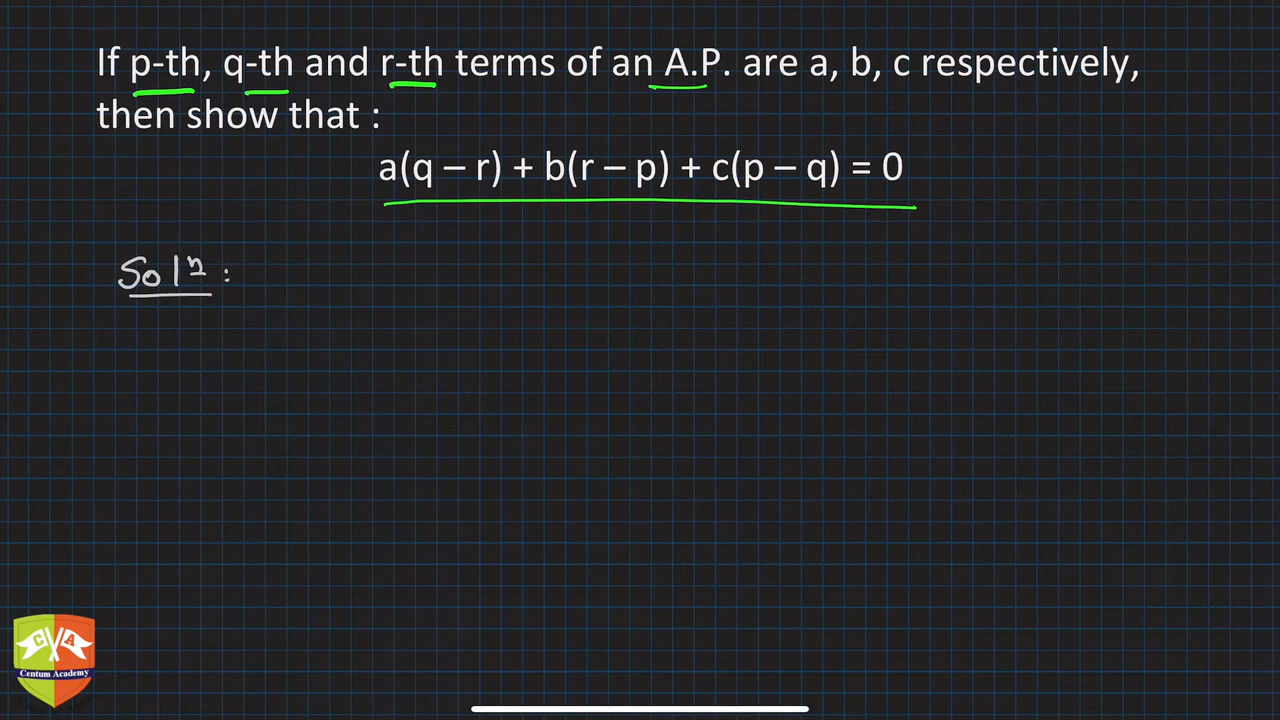 If p-th, q-th and r-th terms of an A.P. are a, b, c respectively,
then show that :
a(q – r) + b(r – p) + c(p – q) = 0
Solⁿ :
C A
Centum Academy